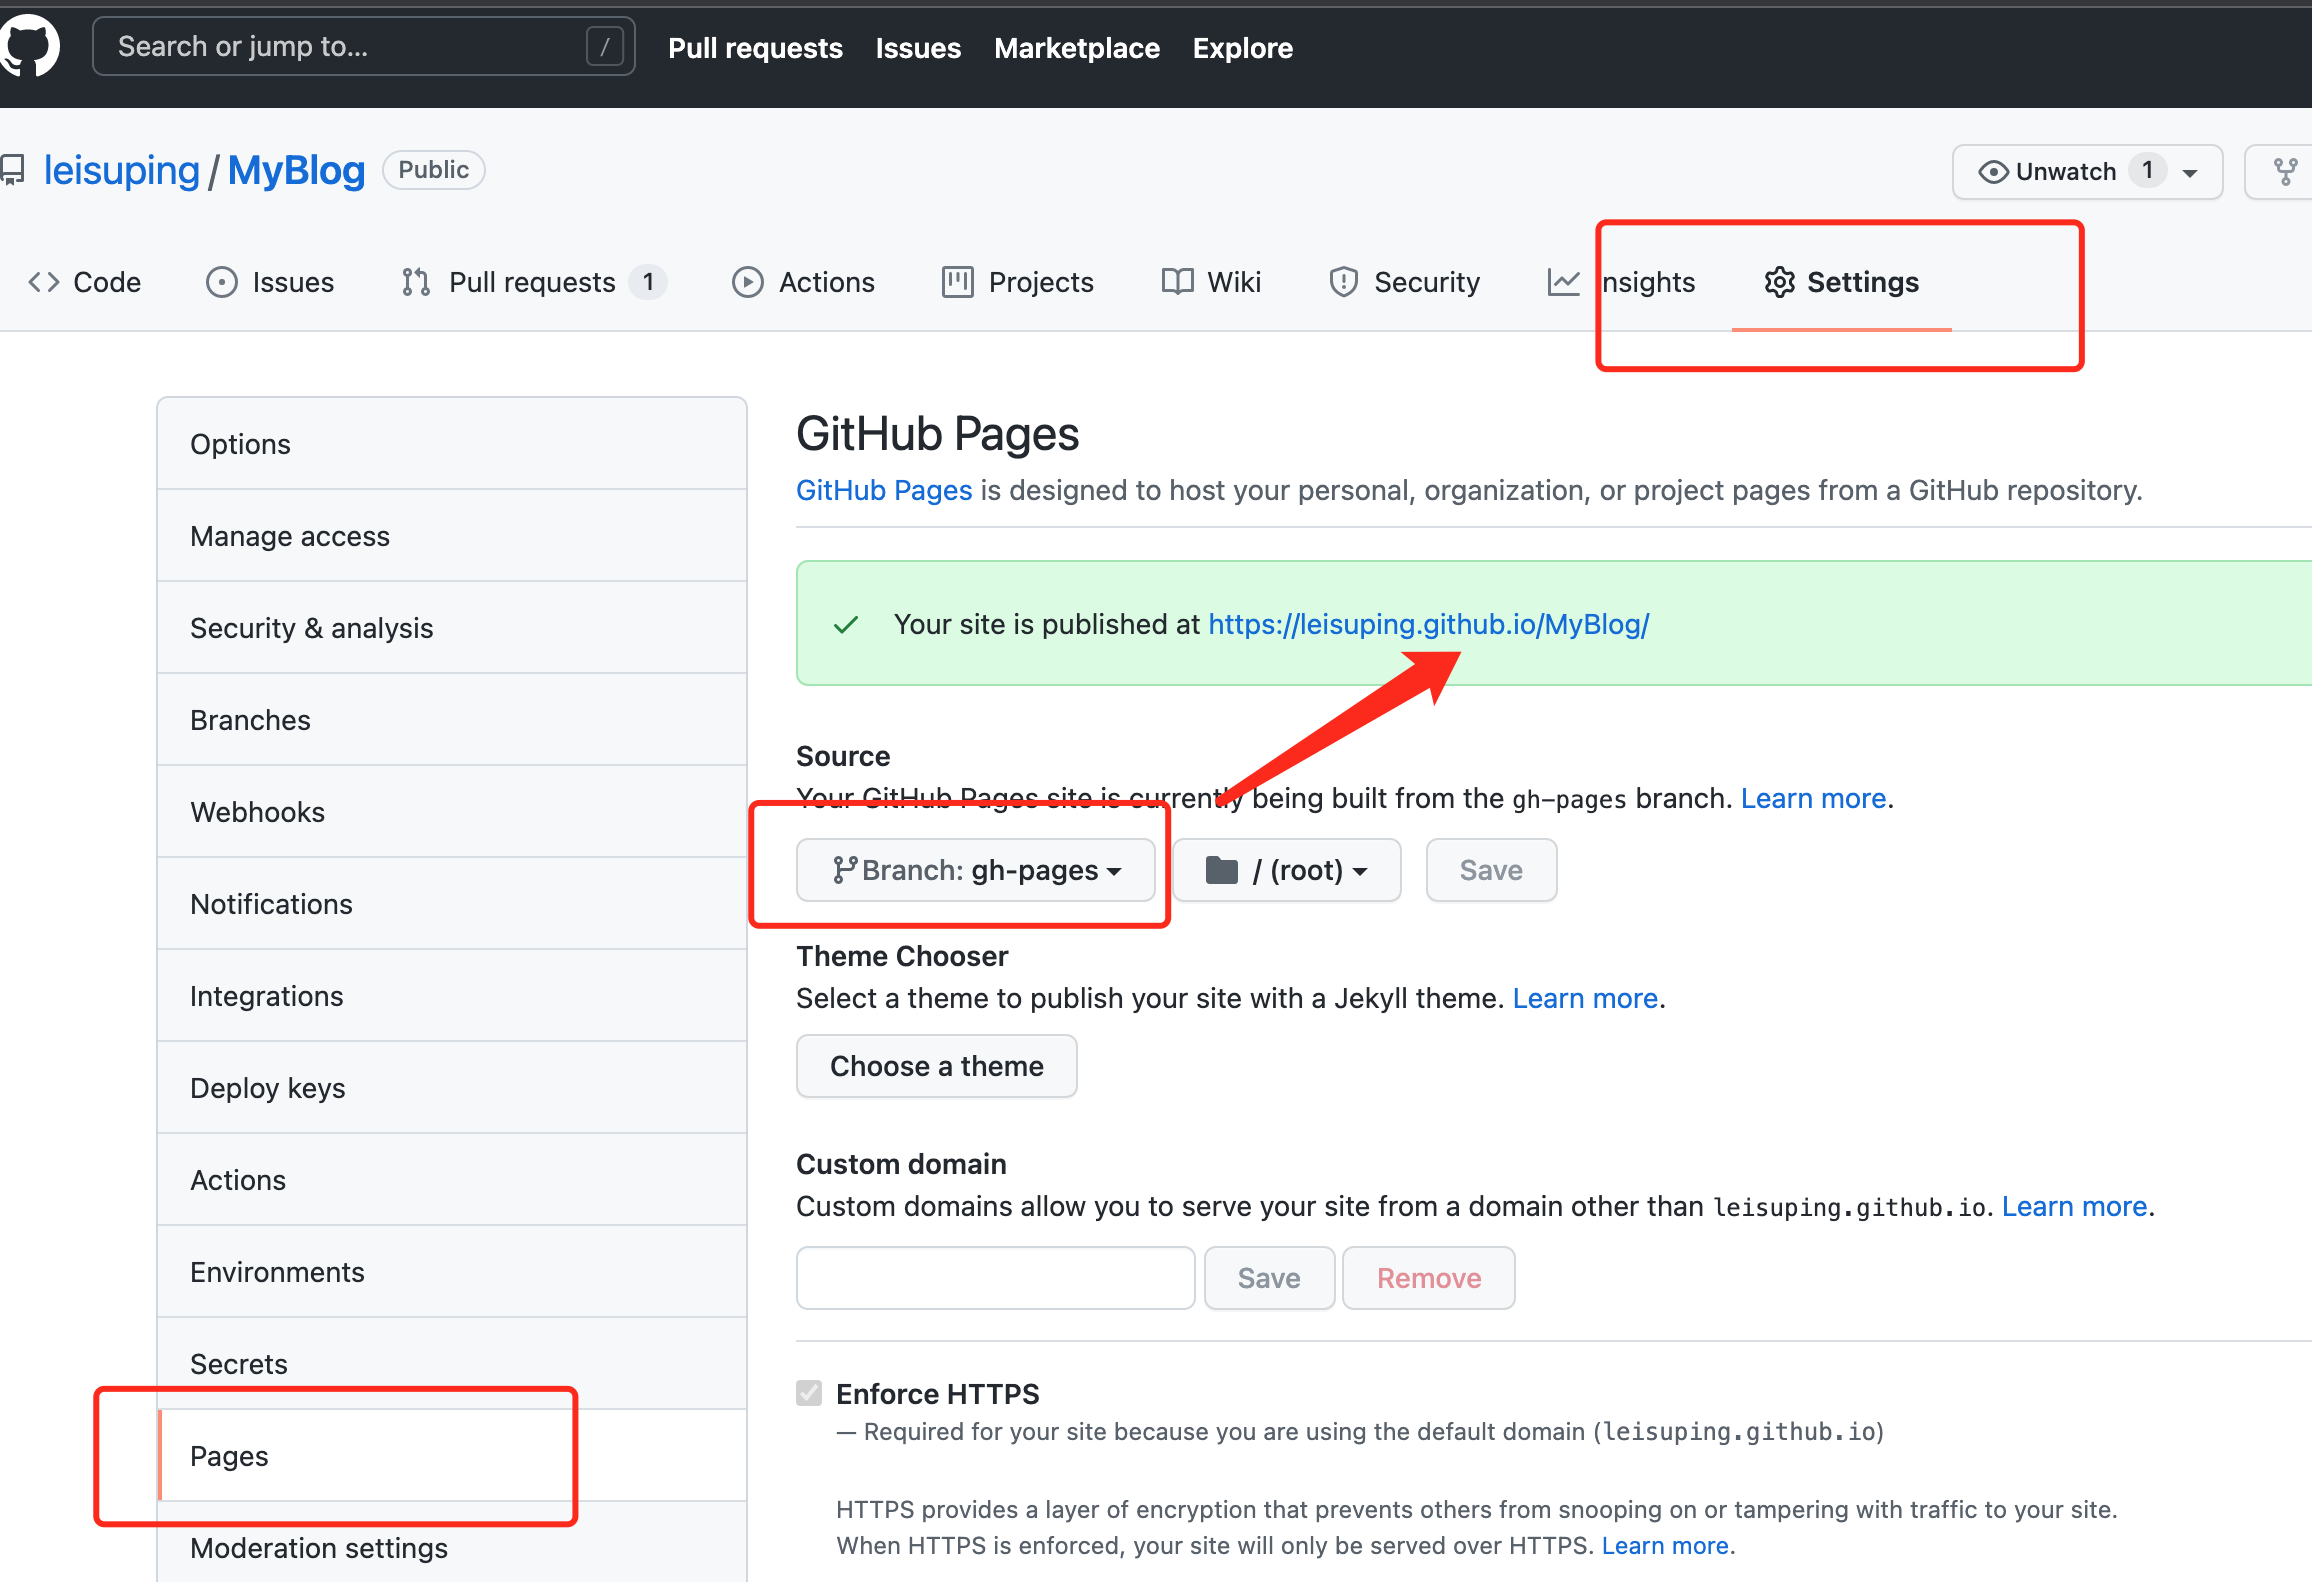 Search or jump to... /
Pull requests Issues Marketplace Explore
leisuping / MyBlog Public
Unwatch 1
Code Issues Pull requests 1 Actions Projects Wiki Security nsights Settings
Options
Manage access
Security & analysis
Branches
Webhooks
Notifications
Integrations
Deploy keys
Actions
Environments
Secrets
Pages
Moderation settings
GitHub Pages
GitHub Pages is designed to host your personal, organization, or project pages from a GitHub repository.
Your site is published at https://leisuping.github.io/MyBlog/
Source
Your GitHub Pages site is currently being built from the gh-pages branch. Learn more.
Branch: gh-pages / (root) Save
Theme Chooser
Select a theme to publish your site with a Jekyll theme. Learn more.
Choose a theme
Custom domain
Custom domains allow you to serve your site from a domain other than leisuping.github.io. Learn more.
Save Remove
Enforce HTTPS
— Required for your site because you are using the default domain (leisuping.github.io)
HTTPS provides a layer of encryption that prevents others from snooping on or tampering with traffic to your site.
When HTTPS is enforced, your site will only be served over HTTPS. Learn more.